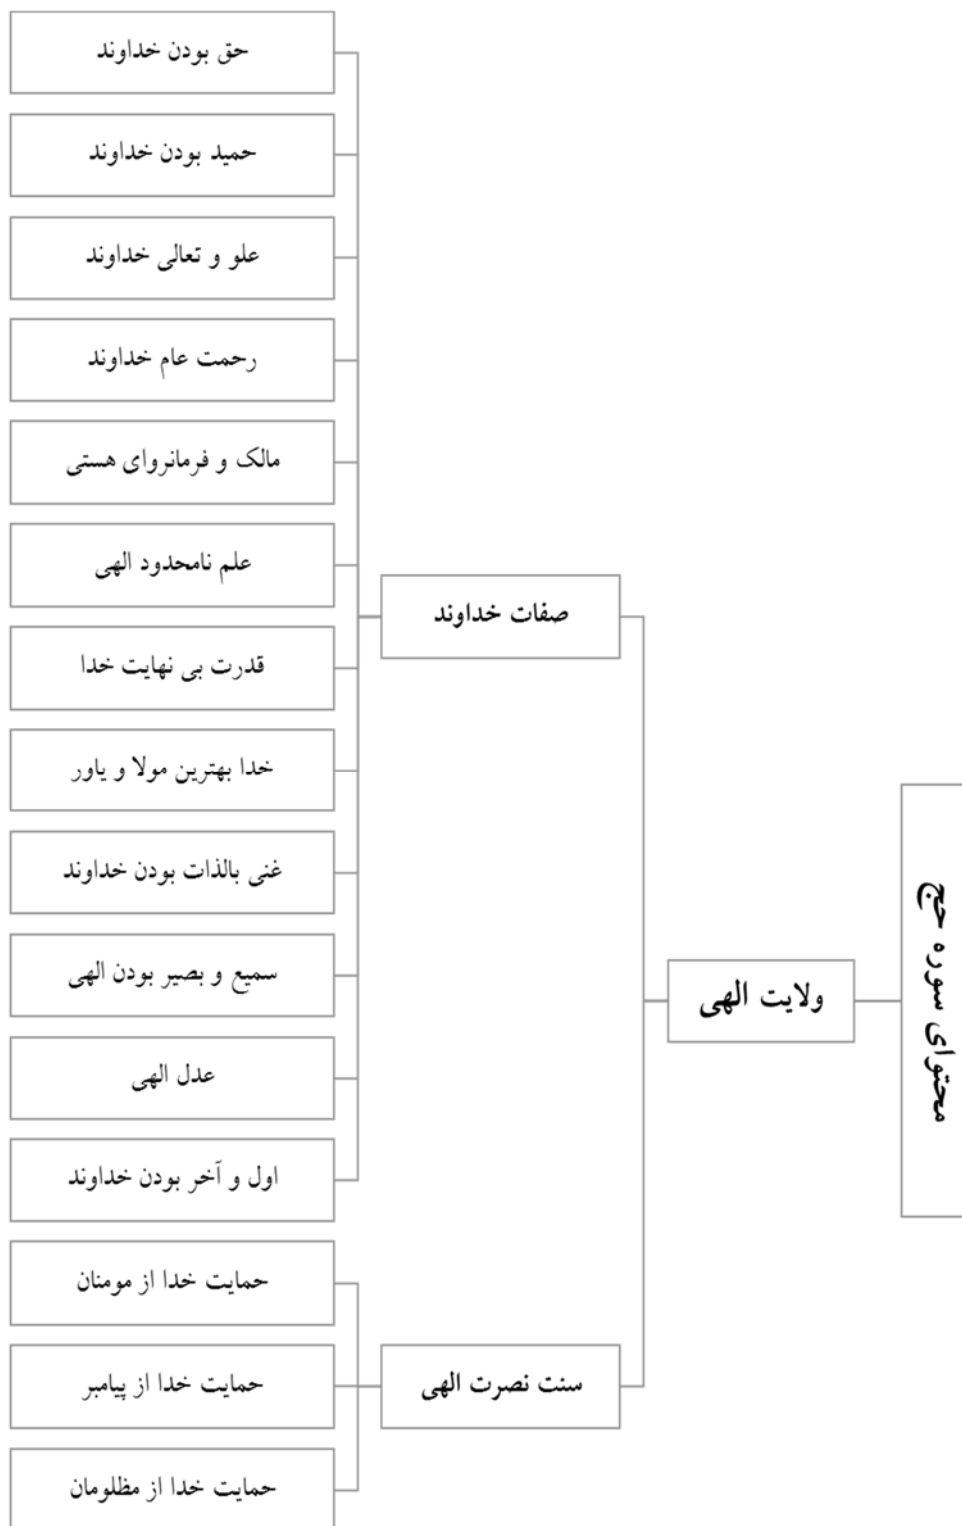 محتوای سوره حج
ولایت الهی
صفات خداوند
حق بودن خداوند
حمید بودن خداوند
علو و تعالی خداوند
رحمت عام خداوند
مالک و فرمانروای هستی
علم نامحدود الهی
قدرت بی نهایت خدا
خدا بهترین مولا و یاور
غنی بالذات بودن خداوند
سمیع و بصیر بودن الهی
عدل الهی
اول و آخر بودن خداوند
سنت نصرت الهی
حمایت خدا از مومنان
حمایت خدا از پیامبر
حمایت خدا از مظلومان